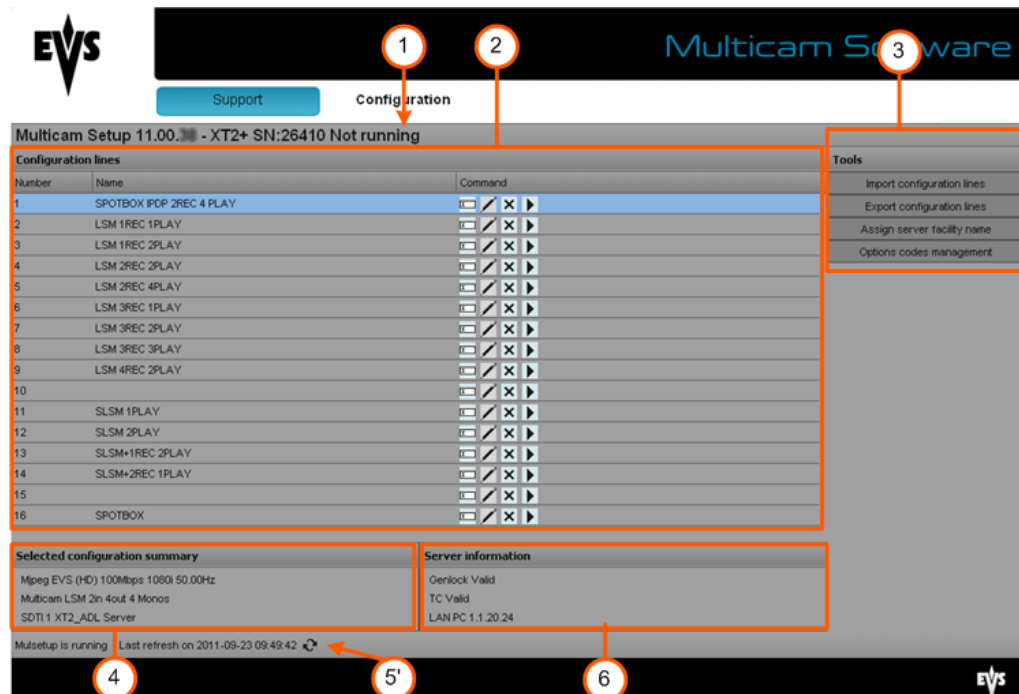 EVS
Multicam So ware
1
2
3
Support
Configuration
Multicam Setup 11.00. - XT2+ SN:26410 Not running
Configuration lines
Tools
Number Name Command
Import configuration lines
Export configuration lines
Assign server facility name
Options codes management
1 SPOTBOX IPDP 2REC 4 PLAY
2 LSM 1REC 1PLAY
3 LSM 1REC 2PLAY
4 LSM 2REC 2PLAY
5 LSM 2REC 4PLAY
6 LSM 3REC 1PLAY
7 LSM 3REC 2PLAY
8 LSM 3REC 3PLAY
9 LSM 4REC 2PLAY
10
11 SLSM 1PLAY
12 SLSM 2PLAY
13 SLSM+1REC 2PLAY
14 SLSM+2REC 1PLAY
15
16 SPOTBOX
Selected configuration summary
Mjpeg EVS (HD) 100Mbps 1080i 50.00Hz
Multicam LSM 2in 4out 4 Monos
SDTI 1 XT2_ADL Server
Server information
Genlock Valid
TC Valid
LAN PC 1.1.20.24
Mulsetup is running Last refresh on 2011-09-23 09:49:42
4
5'
6
EVS